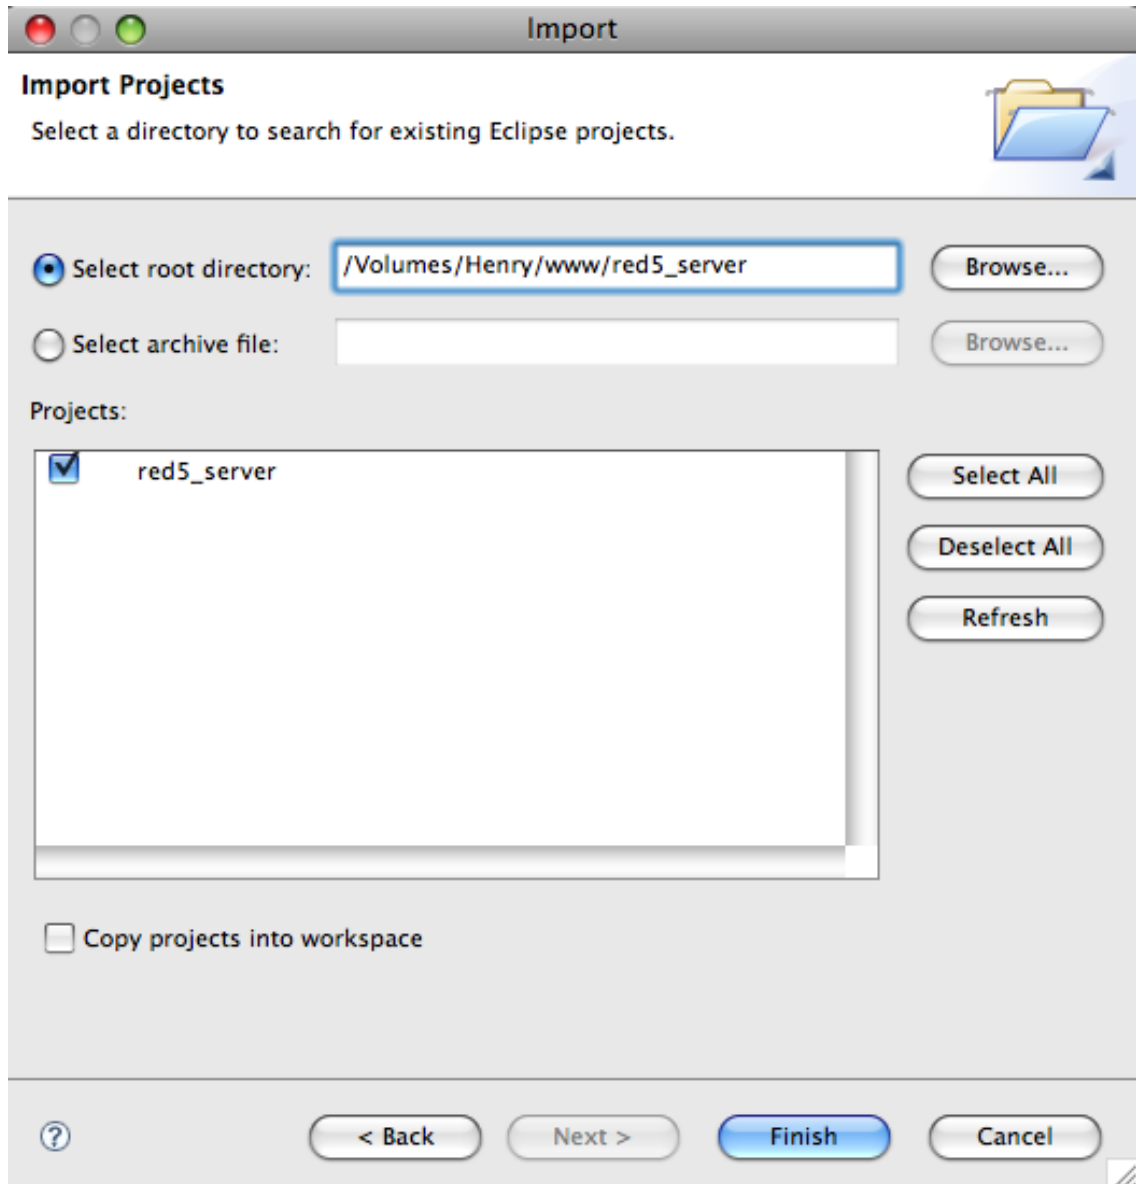 Import
Import Projects
Select a directory to search for existing Eclipse projects.
Select root directory: /Volumes/Henry/www/red5_server Browse...
Select archive file: Browse...
Projects:
red5_server
Select All
Deselect All
Refresh
Copy projects into workspace
? < Back Next > Finish Cancel